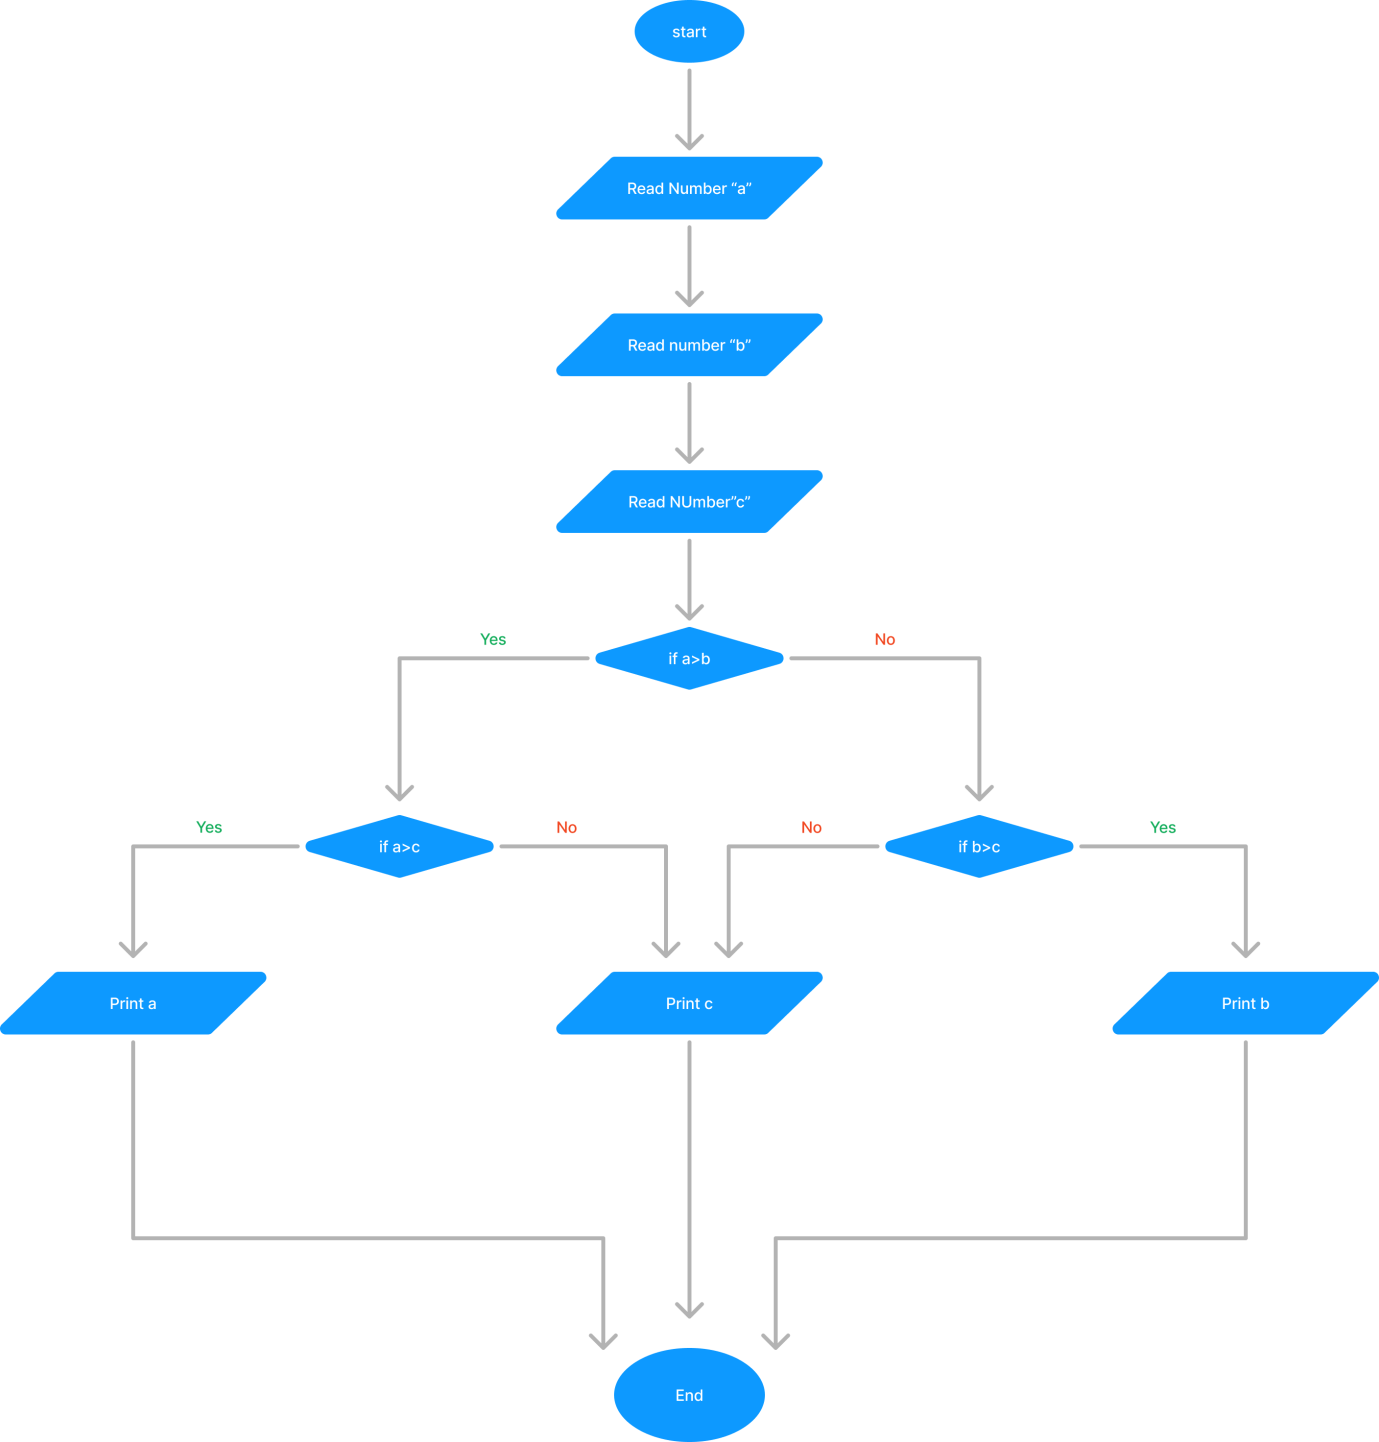 start
Read Number “a”
Read number “b”
Read NUmber”c”
Yes
No
if a>b
Yes
No
No
Yes
if a>c
if b>c
Print a
Print c
Print b
End